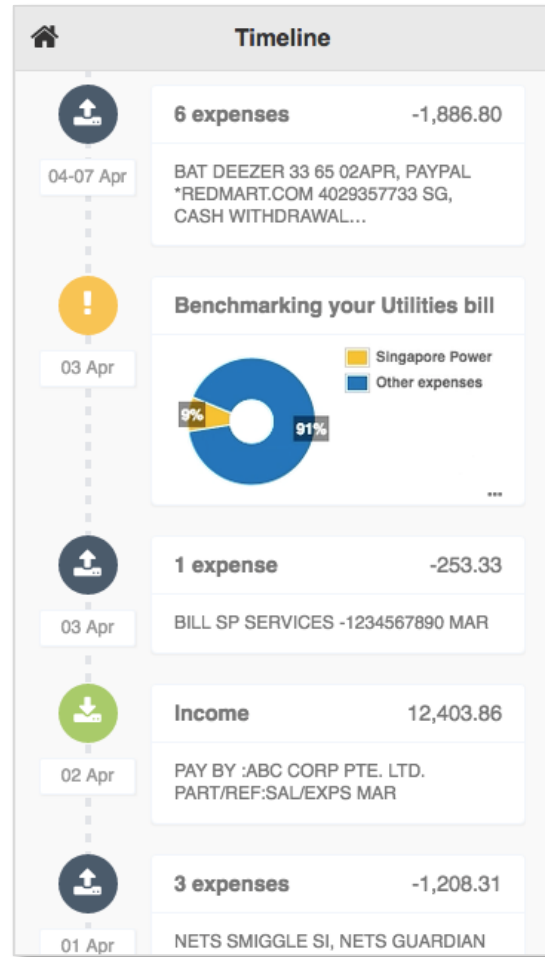 Timeline
6 expenses -1,886.80
04-07 Apr
BAT DEEZER 33 65 02APR, PAYPAL
*REDMART.COM 4029357733 SG,
CASH WITHDRAWAL...
!
Benchmarking your Utilities bill
03 Apr
Singapore Power
Other expenses
9%
91%
...
1 expense -253.33
03 Apr
BILL SP SERVICES -1234567890 MAR
Income 12,403.86
02 Apr
PAY BY :ABC CORP PTE. LTD.
PART/REF:SAL/EXPS MAR
3 expenses -1,208.31
01 Apr
NETS SMIGGLE SI, NETS GUARDIAN